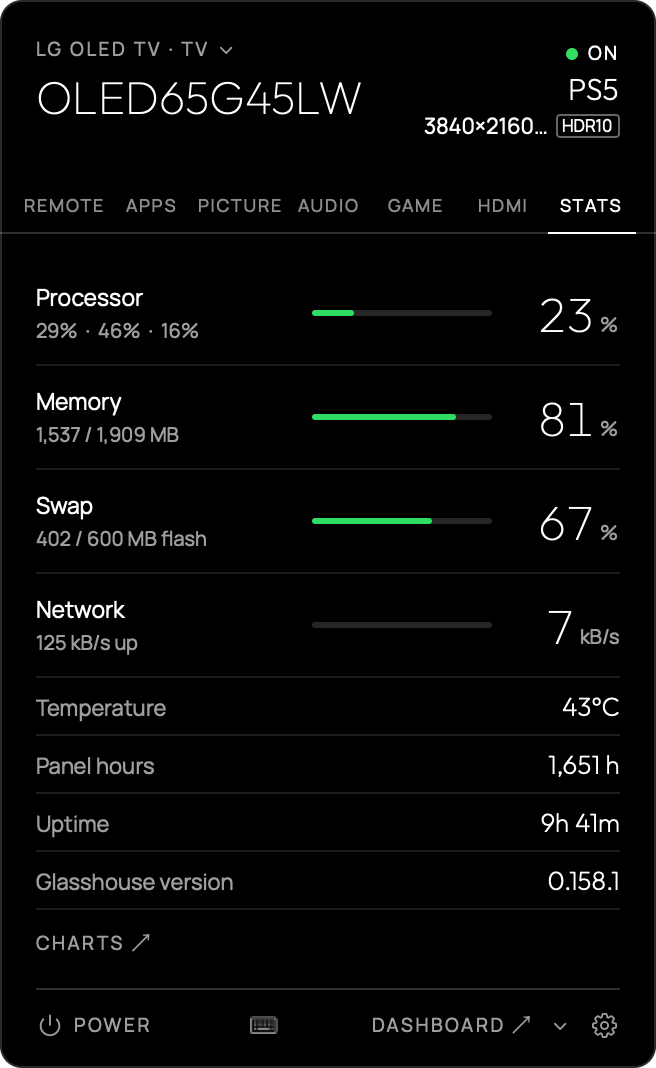 LG OLED TV · TV
ON
OLED65G45LW
PS5
3840×2160... HDR10
REMOTE APPS PICTURE AUDIO GAME HDMI STATS
Processor
29% · 46% · 16%
23 %
Memory
1,537 / 1,909 MB
81 %
Swap
402 / 600 MB flash
67 %
Network
125 kB/s up
7 kB/s
Temperature 43°C
Panel hours 1,651 h
Uptime 9h 41m
Glasshouse version 0.158.1
CHARTS
POWER DASHBOARD